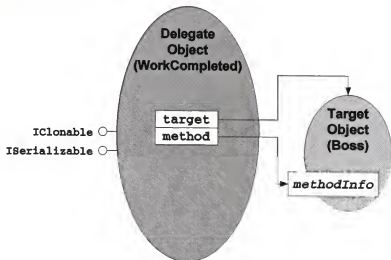 Delegate
Object
(WorkCompleted)
target
method
IClonable
ISerializable
Target
Object
(Boss)
methodInfo